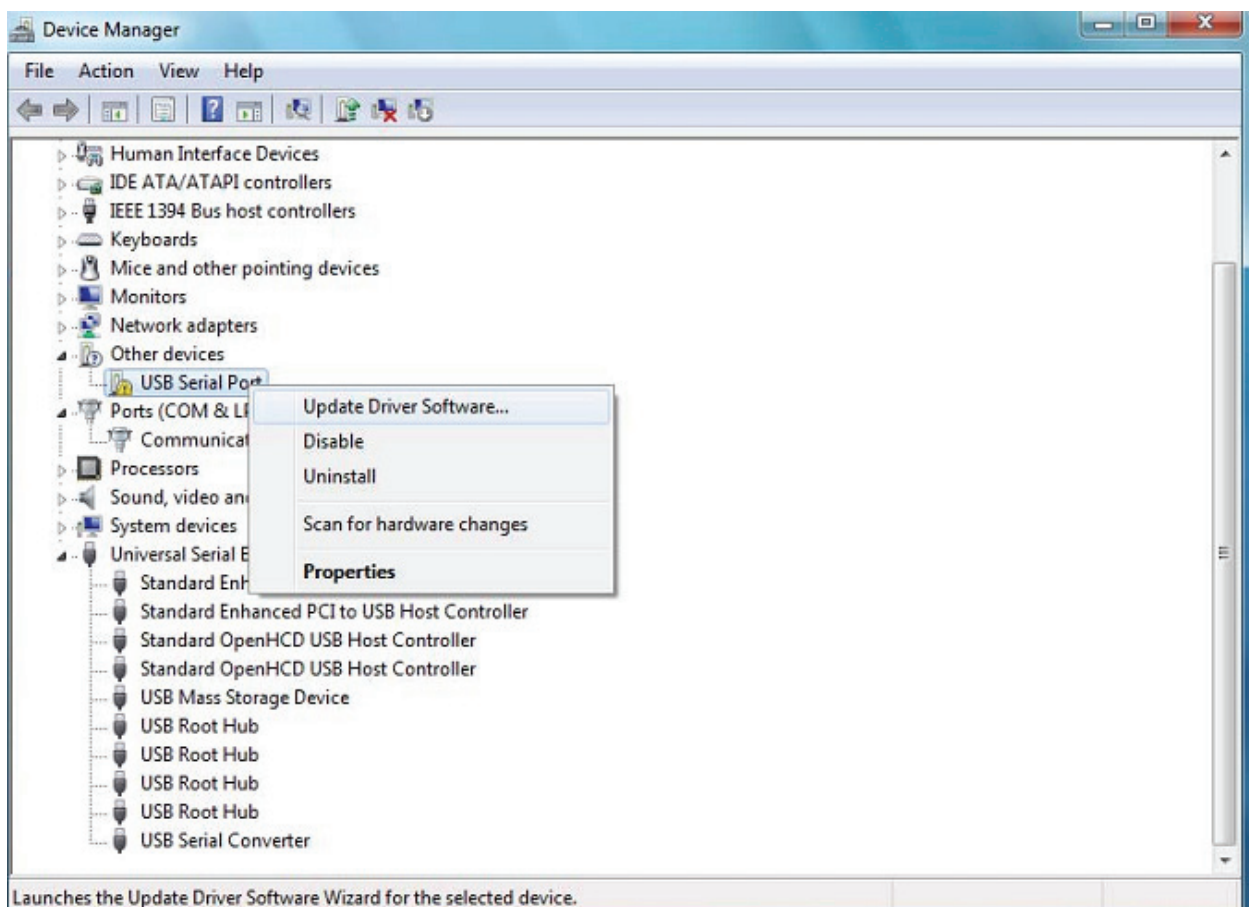 Device Manager
File Action View Help
Human Interface Devices
IDE ATA/ATAPI controllers
IEEE 1394 Bus host controllers
Keyboards
Mice and other pointing devices
Monitors
Network adapters
Other devices
USB Serial Port
Update Driver Software...
Ports (COM & L
Disable
Communicat
Uninstall
Processors
Sound, video an
Scan for hardware changes
System devices
Universal Serial
Properties
Standard Enh
Standard Enhanced PCI to USB Host Controller
Standard OpenHCD USB Host Controller
Standard OpenHCD USB Host Controller
USB Mass Storage Device
USB Root Hub
USB Root Hub
USB Root Hub
USB Root Hub
USB Serial Converter
Launches the Update Driver Software Wizard for the selected device.